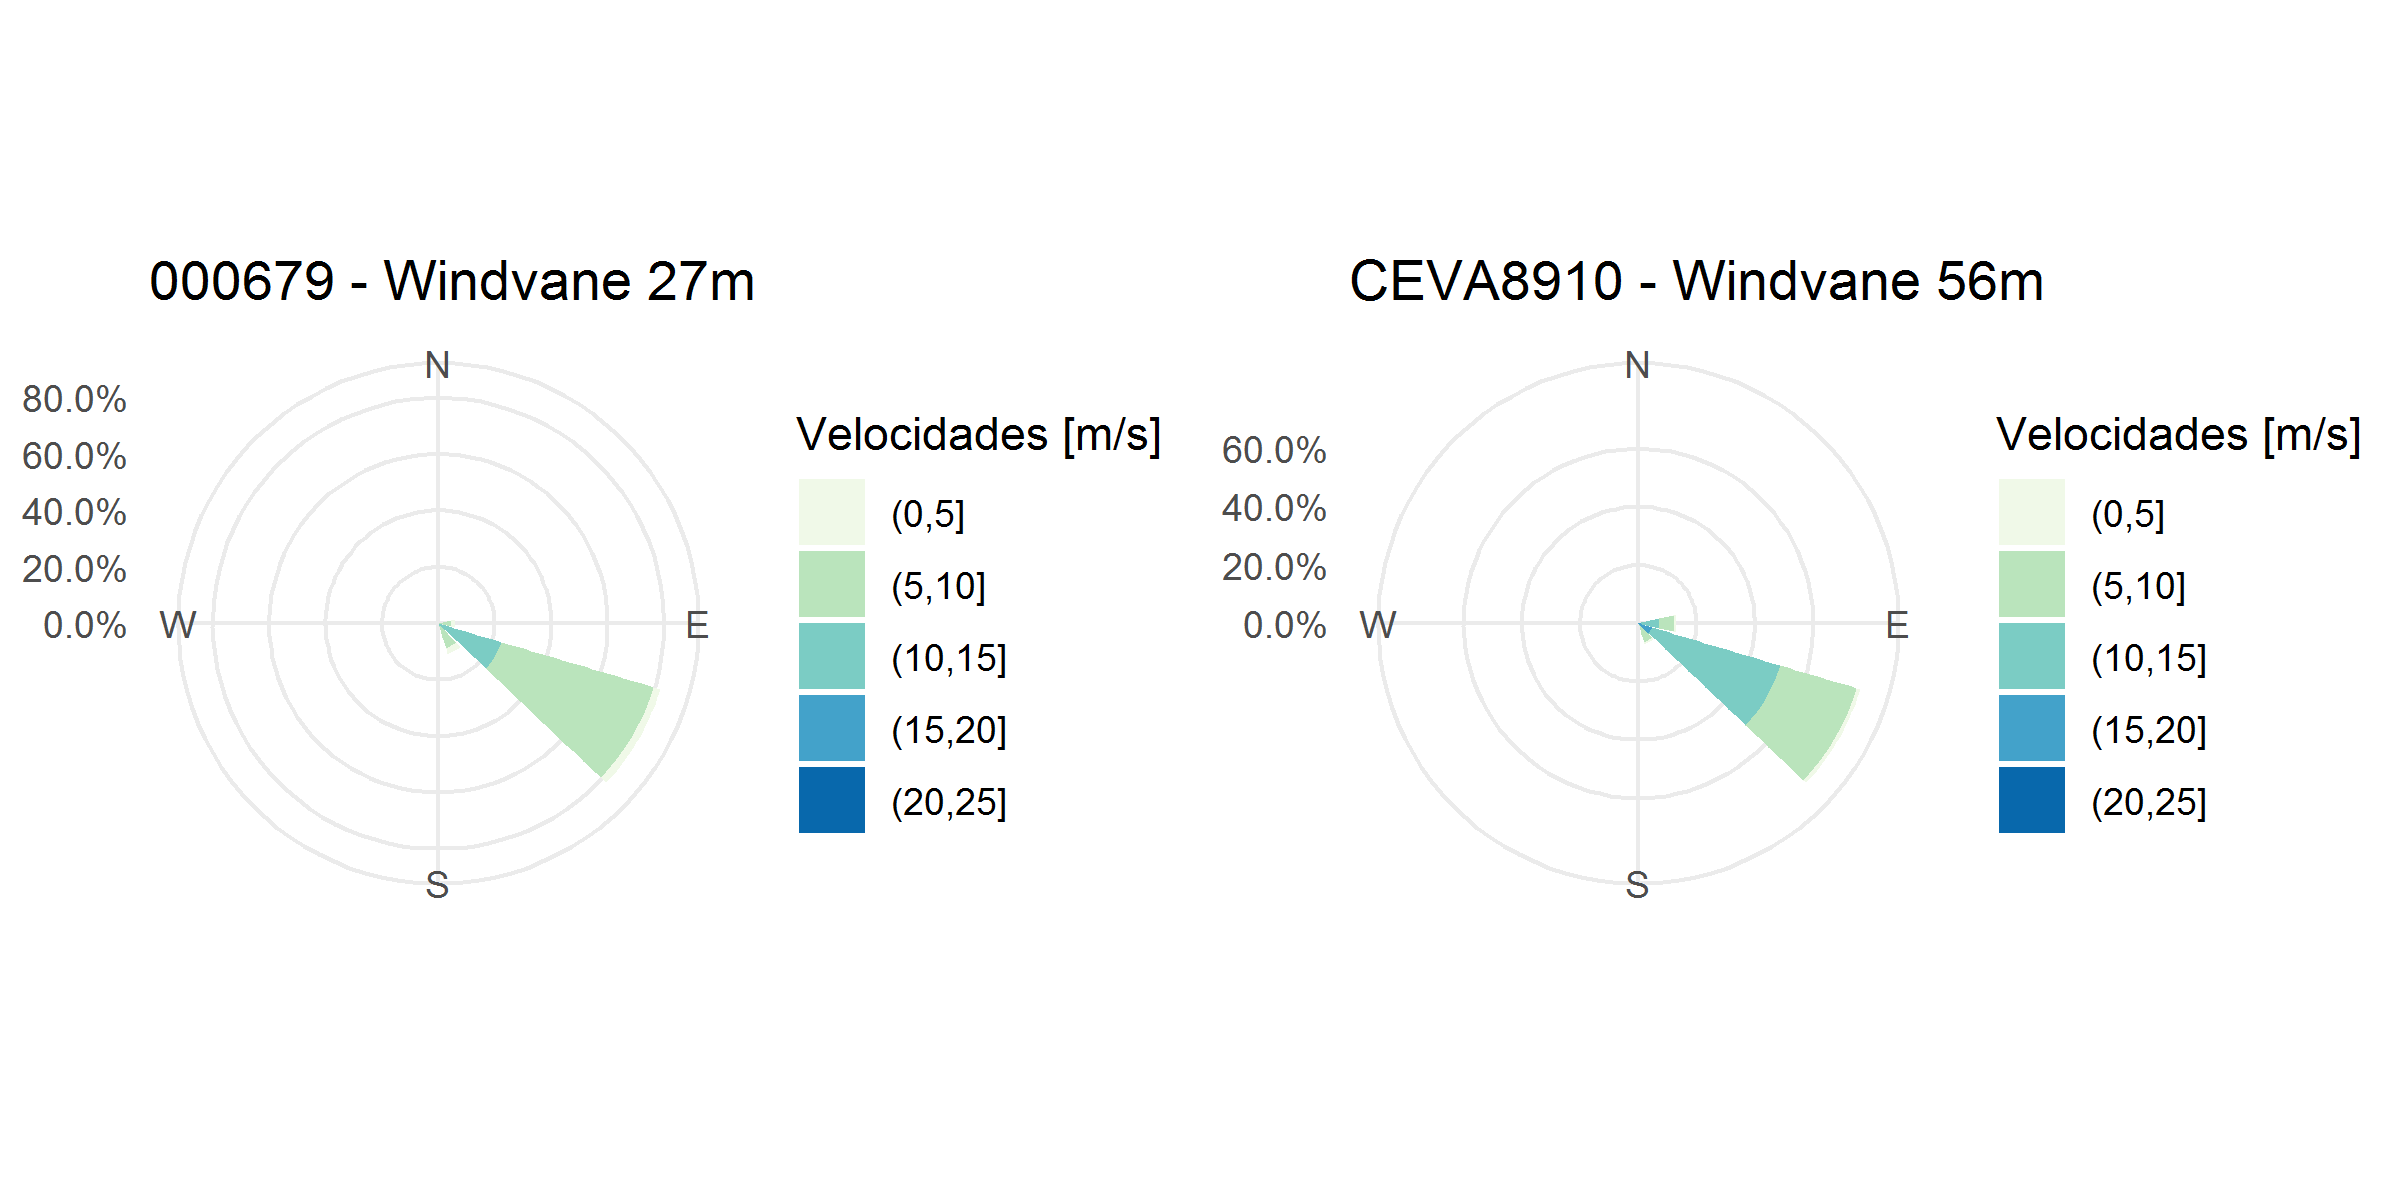 000679 - Windvane 27m
N
80.0%
60.0%
40.0%
20.0%
0.0%
W
E
S
Velocidades [m/s]
(0,5]
(5,10]
(10,15]
(15,20]
(20,25]
CEVA8910 - Windvane 56m
N
60.0%
40.0%
20.0%
0.0%
W
E
S
Velocidades [m/s]
(0,5]
(5,10]
(10,15]
(15,20]
(20,25]